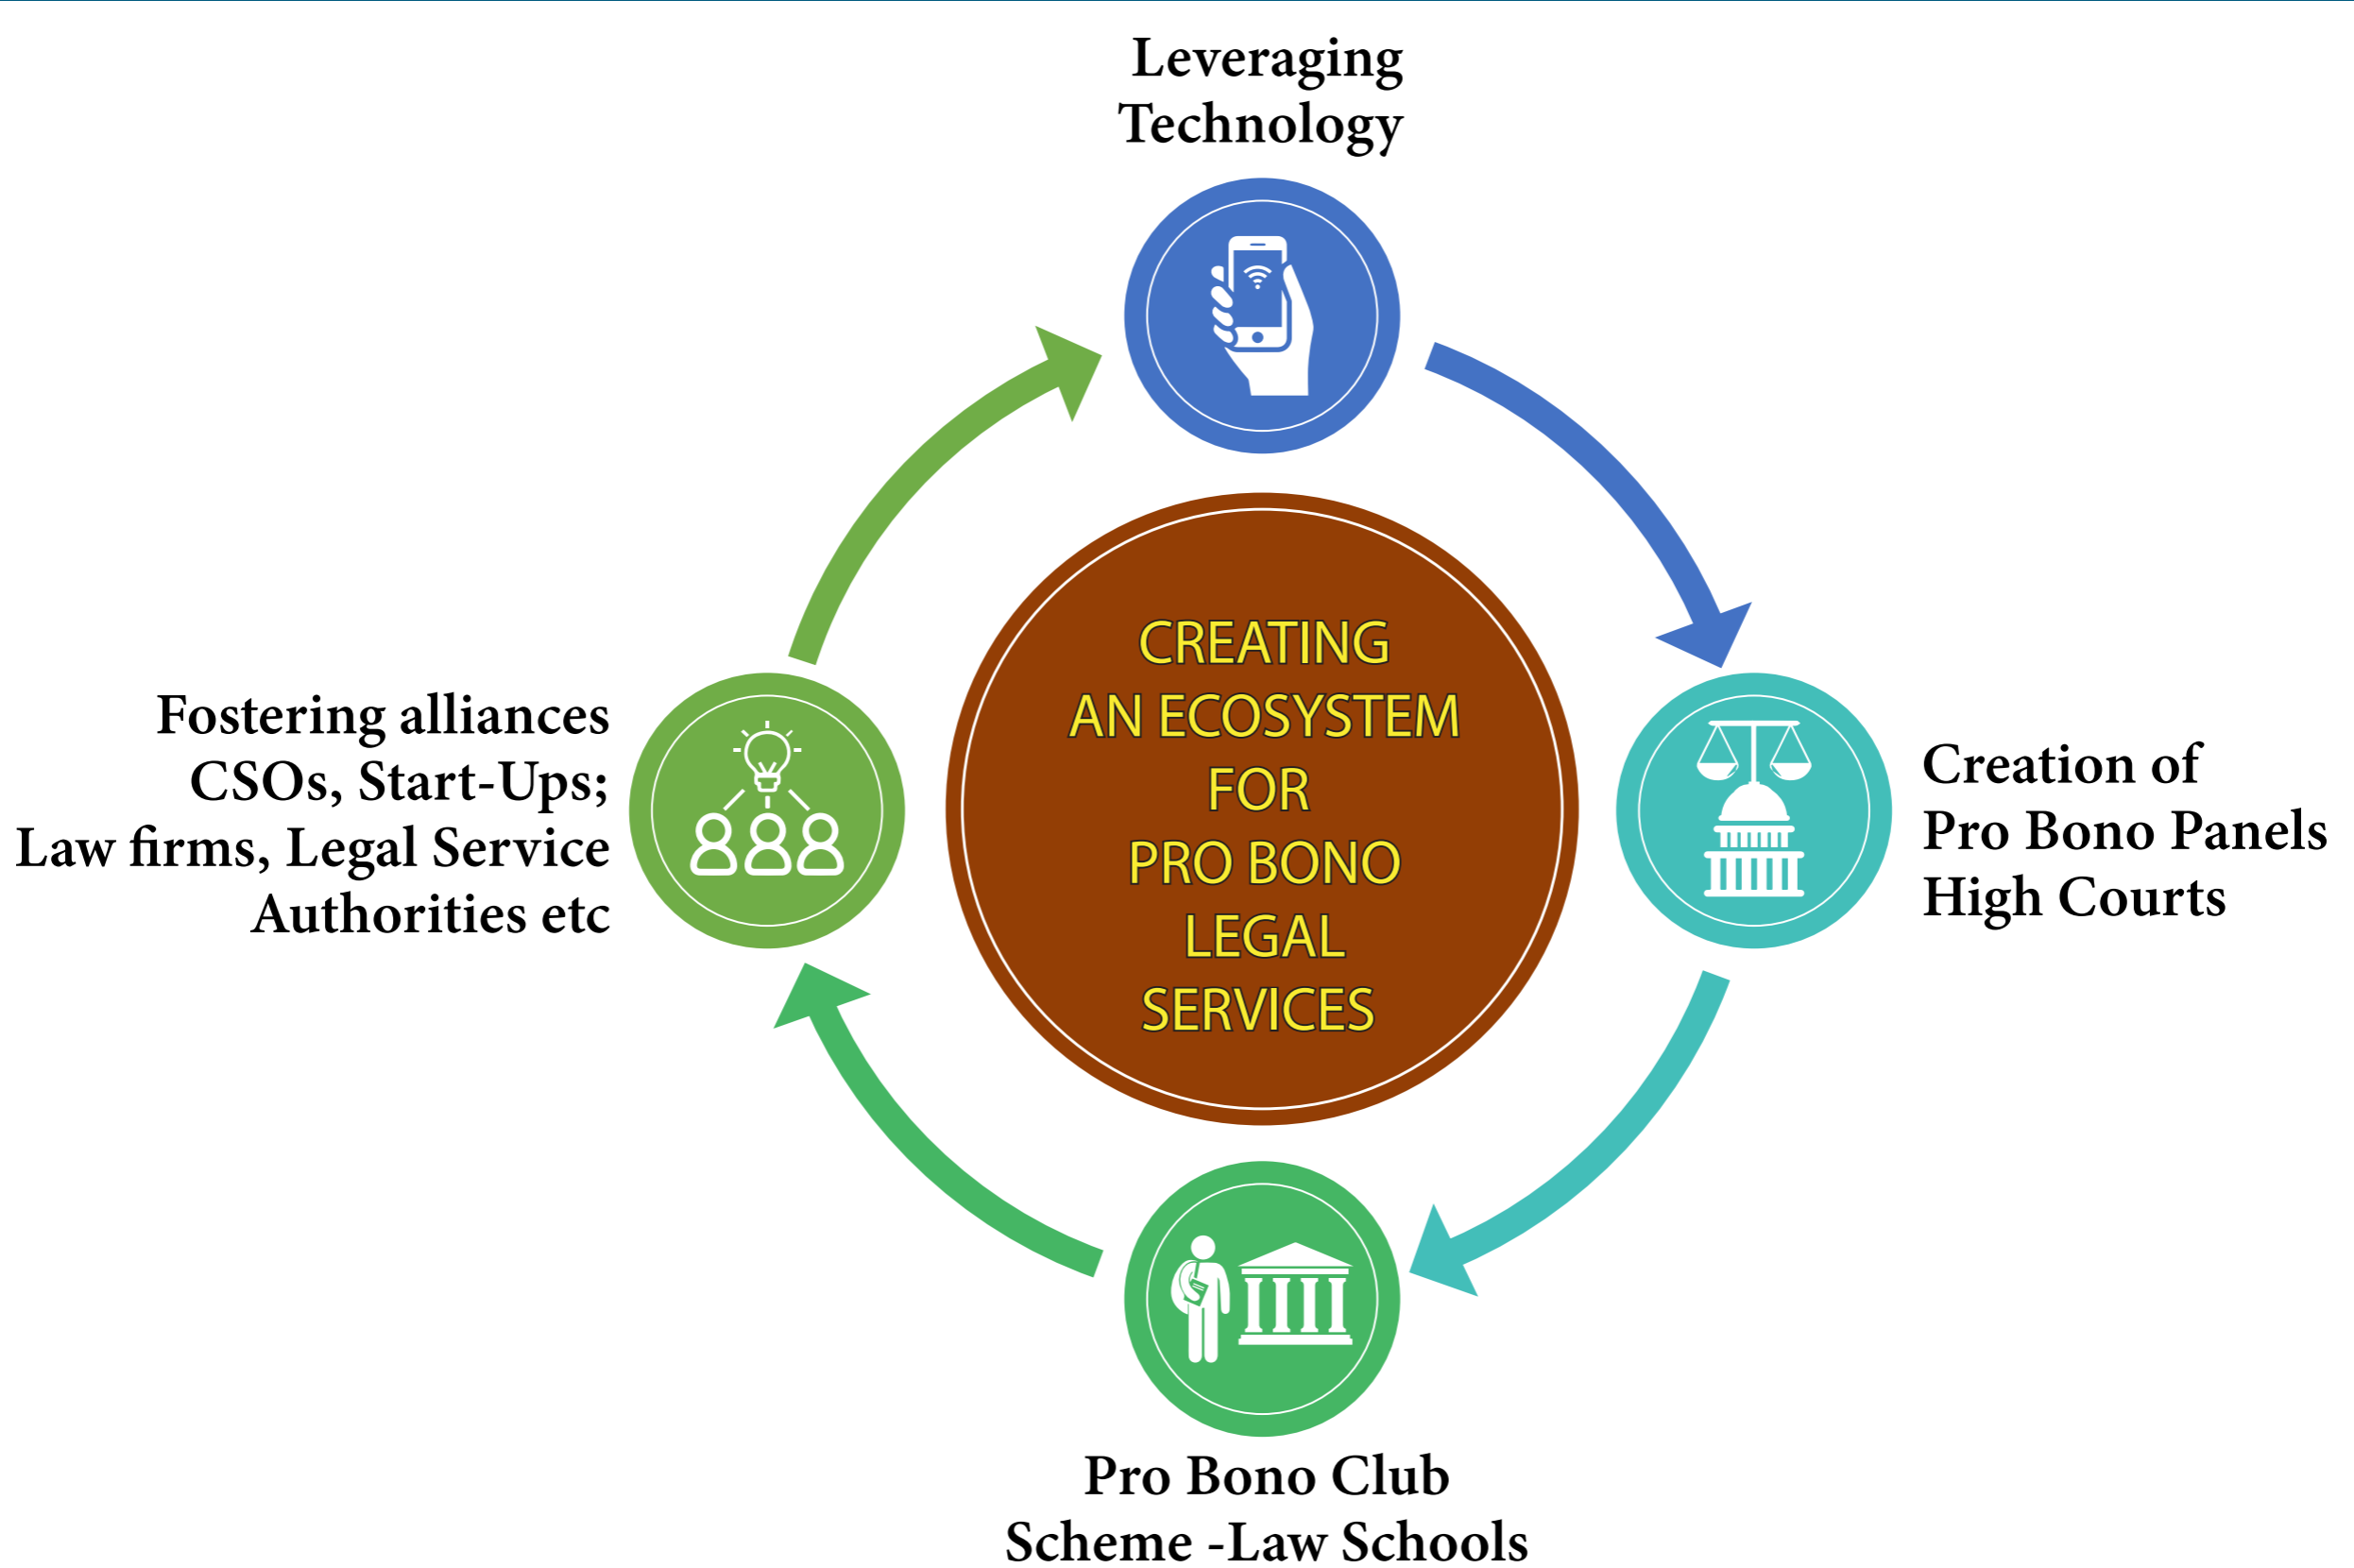 Leveraging
Technology
Creation of
Pro Bono Panels
High Courts
Pro Bono Club
Scheme -Law Schools
Fostering alliances
CSOs, Start-Ups;
Law firms, Legal Service
Authorities etc
CREATING
AN ECOSYSTEM
FOR
PRO BONO
LEGAL
SERVICES